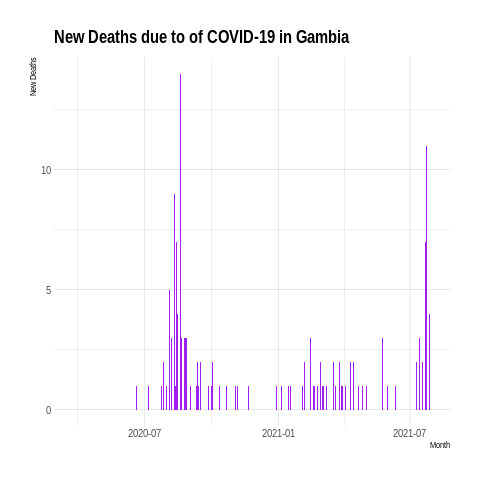 New Deaths due to of COVID-19 in Gambia
New Deaths
10
5
0
2020-07
2021-01
2021-07
Month